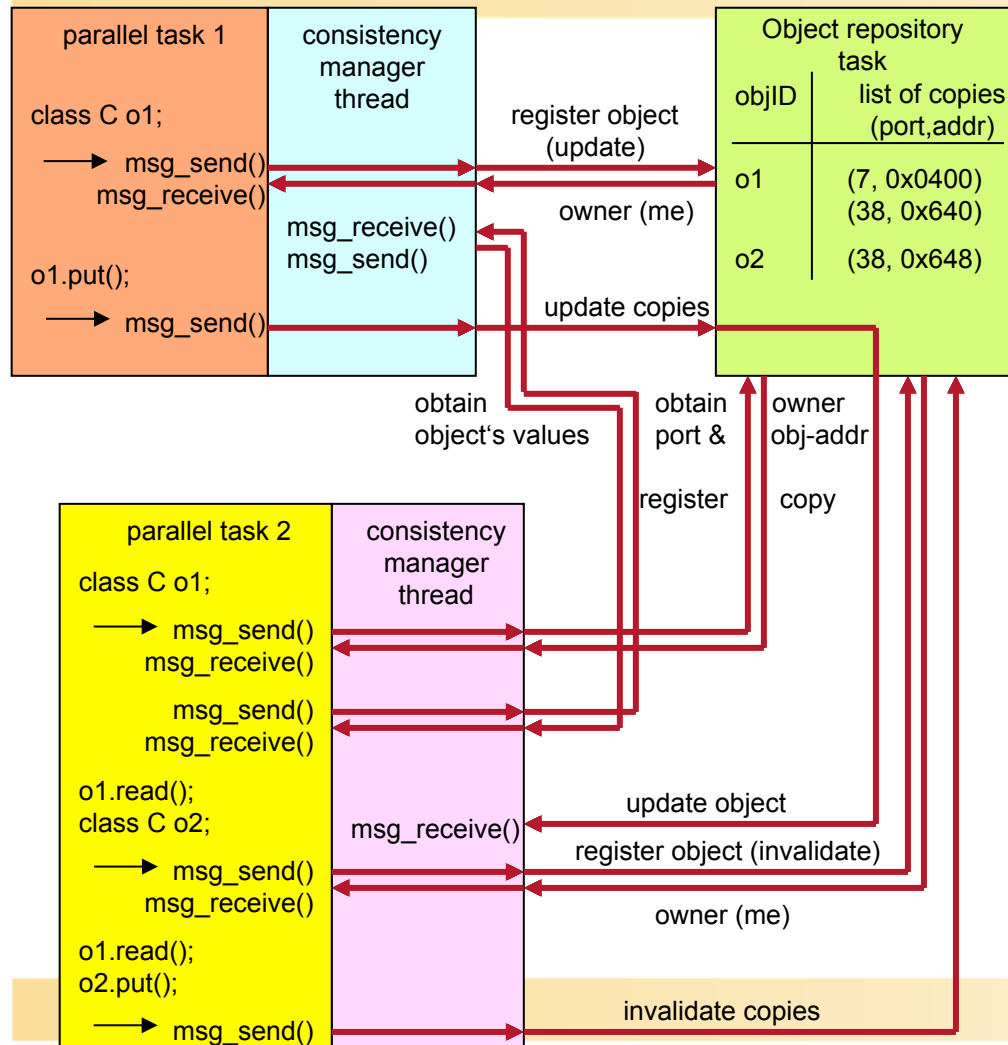 parallel task 1
class C o1;
msg_send()
msg_receive()
o1.put();
msg_send()
consistency
manager
thread
msg_receive()
msg_send()
register object
(update)
owner (me)
update copies
Object repository
task
objID
list of copies
(port,addr)
o1
(7, 0x0400)
(38, 0x640)
o2
(38, 0x648)
obtain
object's values
obtain
port &
register
owner
obj-addr
copy
parallel task 2
class C o1;
msg_send()
msg_receive()
msg_send()
msg_receive()
o1.read();
class C o2;
msg_send()
msg_receive()
o1.read();
o2.put();
msg_send()
consistency
manager
thread
msg_receive()
update object
register object (invalidate)
owner (me)
invalidate copies